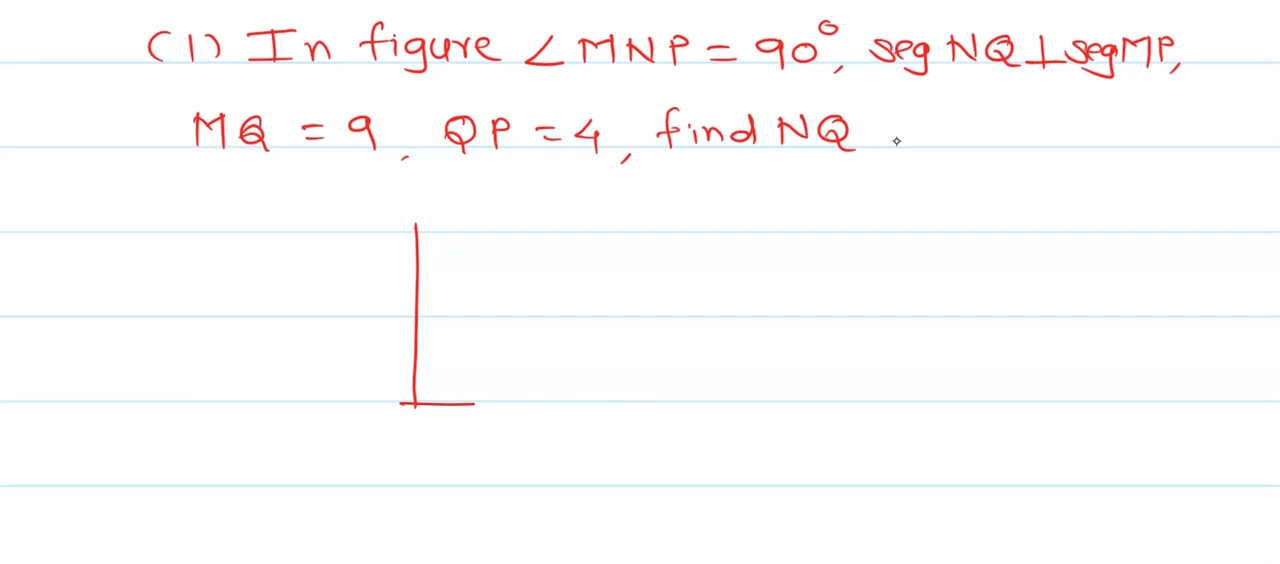 (1) In figure ∠MNP = 90°, seg NQ ⊥ seg MP,
MQ = 9, QP = 4, find NQ